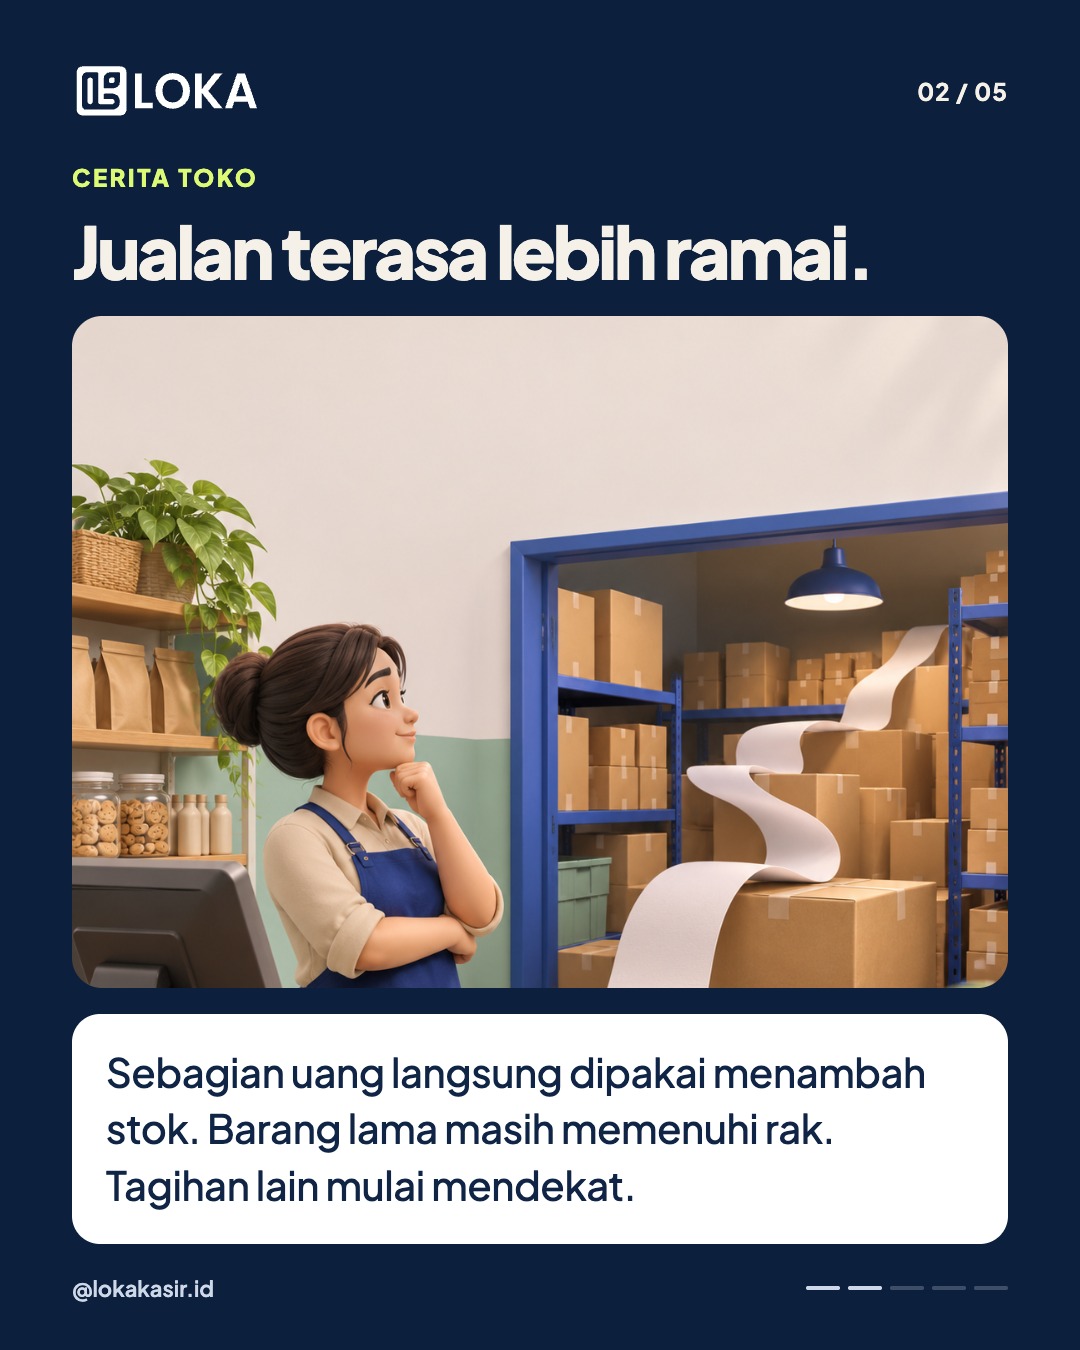 LOKA
02 / 05
CERITA TOKO
Jualan terasa lebih ramai.
Sebagian uang langsung dipakai menambah
stok. Barang lama masih memenuhi rak.
Tagihan lain mulai mendekat.
@lokakasir.id